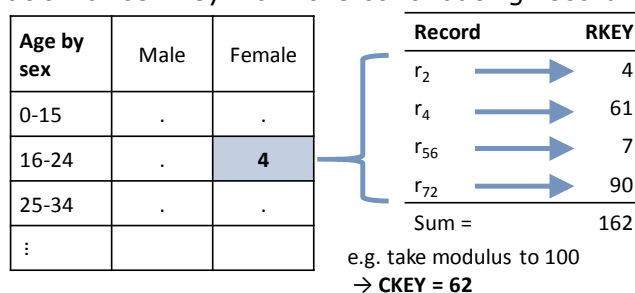 Age by sex Male Female
0-15 . .
16-24 . 4
25-34 . .
⋮
Record RKEY
r2 4
r4 61
r56 7
r72 90
Sum = 162
e.g. take modulus to 100
→ CKEY = 62